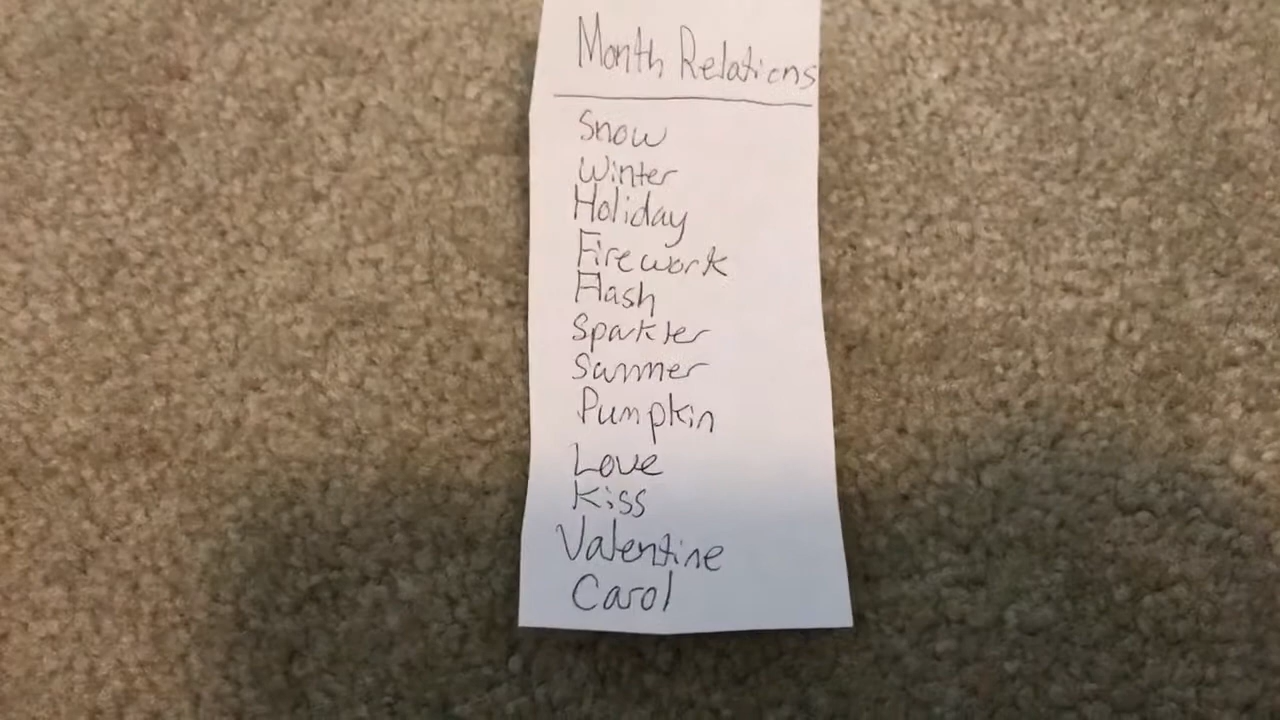 Month Relations
Snow
Winter
Holiday
Firework
Flash
Sparkler
Summer
Pumpkin
Love
Kiss
Valentine
Carol